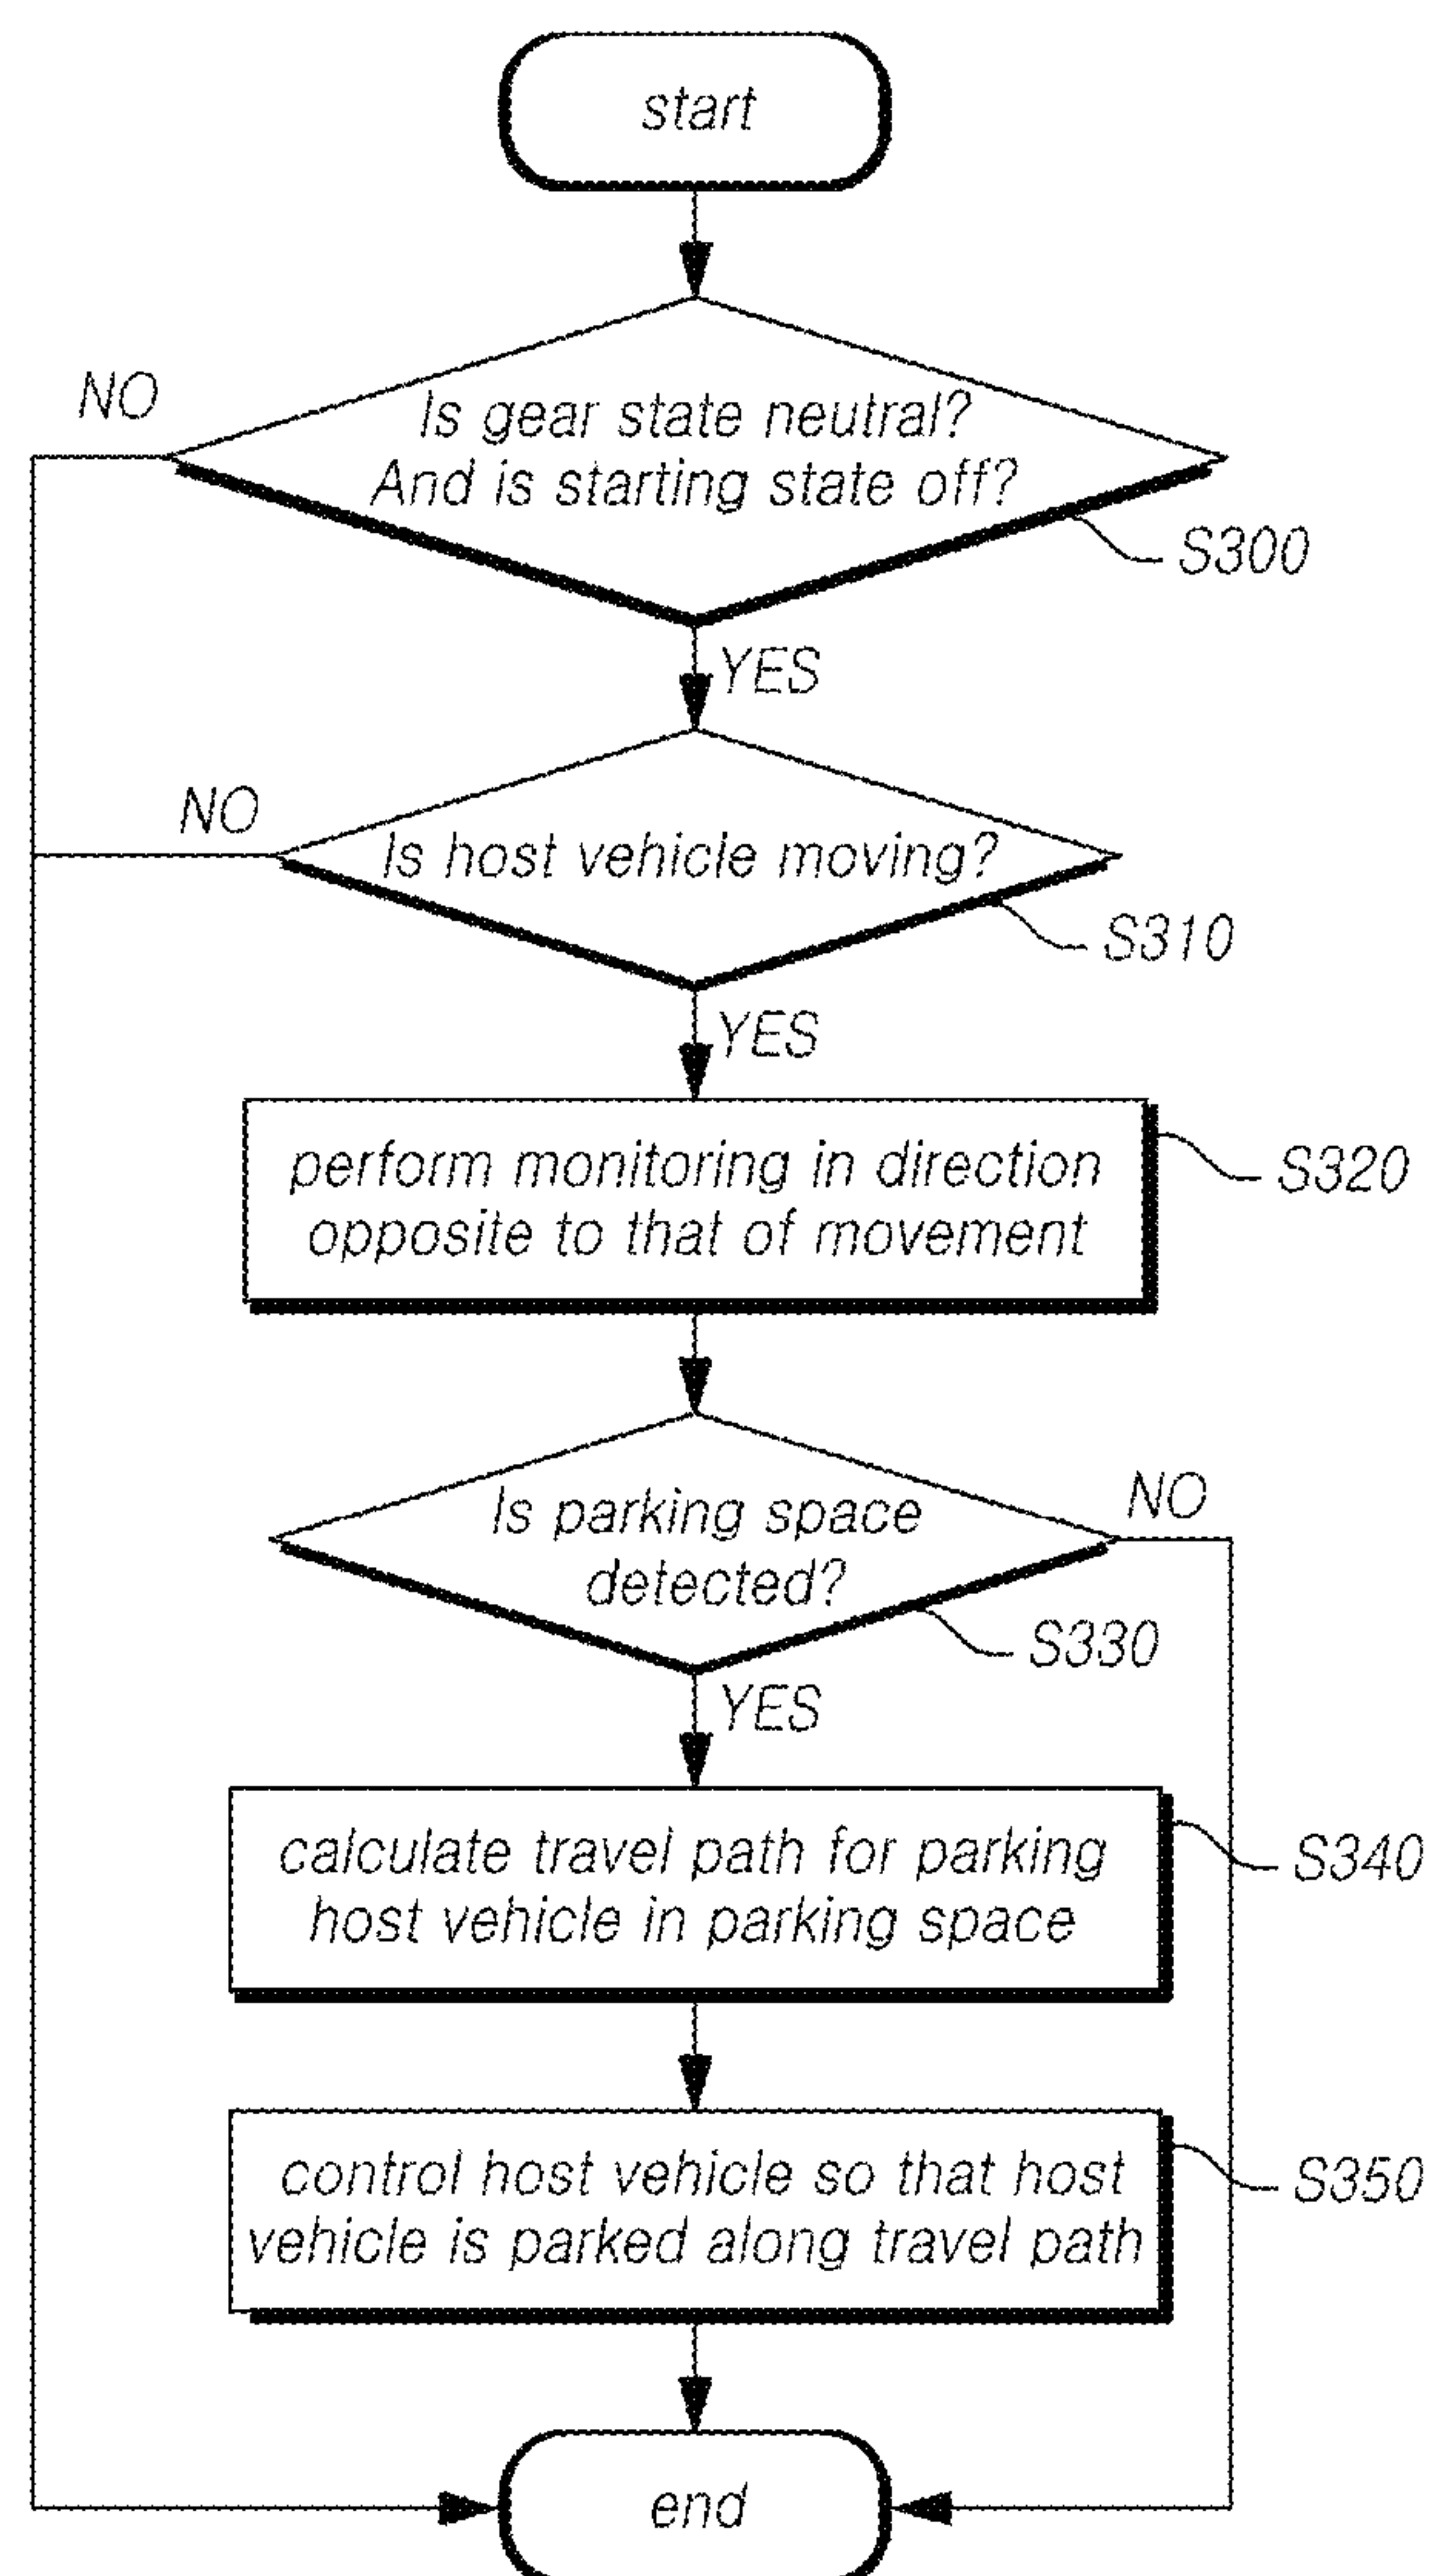 start
NO
Is gear state neutral?
And is starting state off?
S300
YES
NO
Is host vehicle moving?
S310
YES
perform monitoring in direction
opposite to that of movement
S320
Is parking space
detected?
NO
S330
YES
calculate travel path for parking
host vehicle in parking space
S340
control host vehicle so that host
vehicle is parked along travel path
S350
end